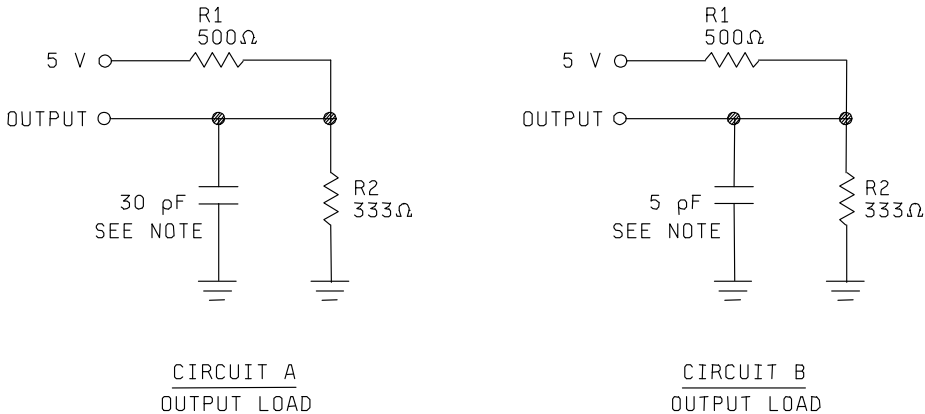 R1
500Ω
5 V
OUTPUT
30 pF
SEE NOTE
R2
333Ω
CIRCUIT A
OUTPUT LOAD
R1
500Ω
5 V
OUTPUT
5 pF
SEE NOTE
R2
333Ω
CIRCUIT B
OUTPUT LOAD